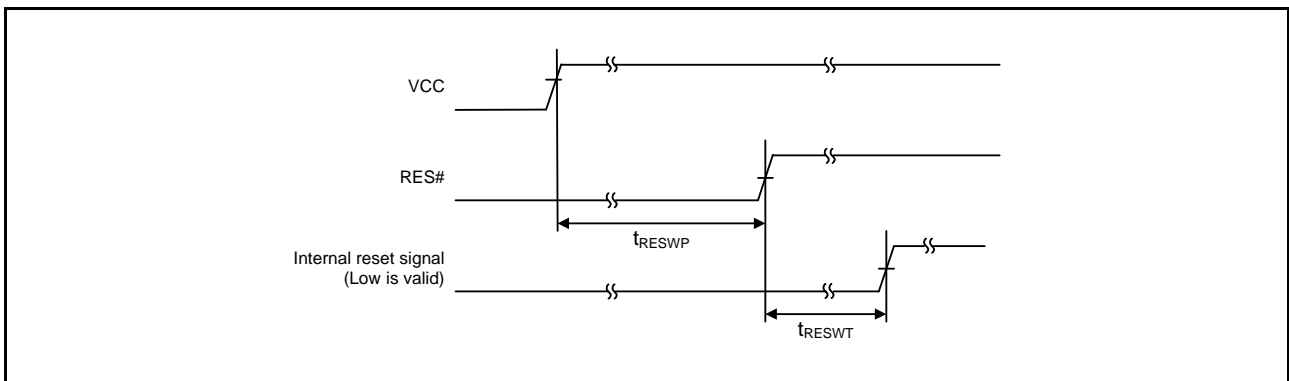 VCC
RES#
tRESWP
Internal reset signal
(Low is valid)
tRESWT